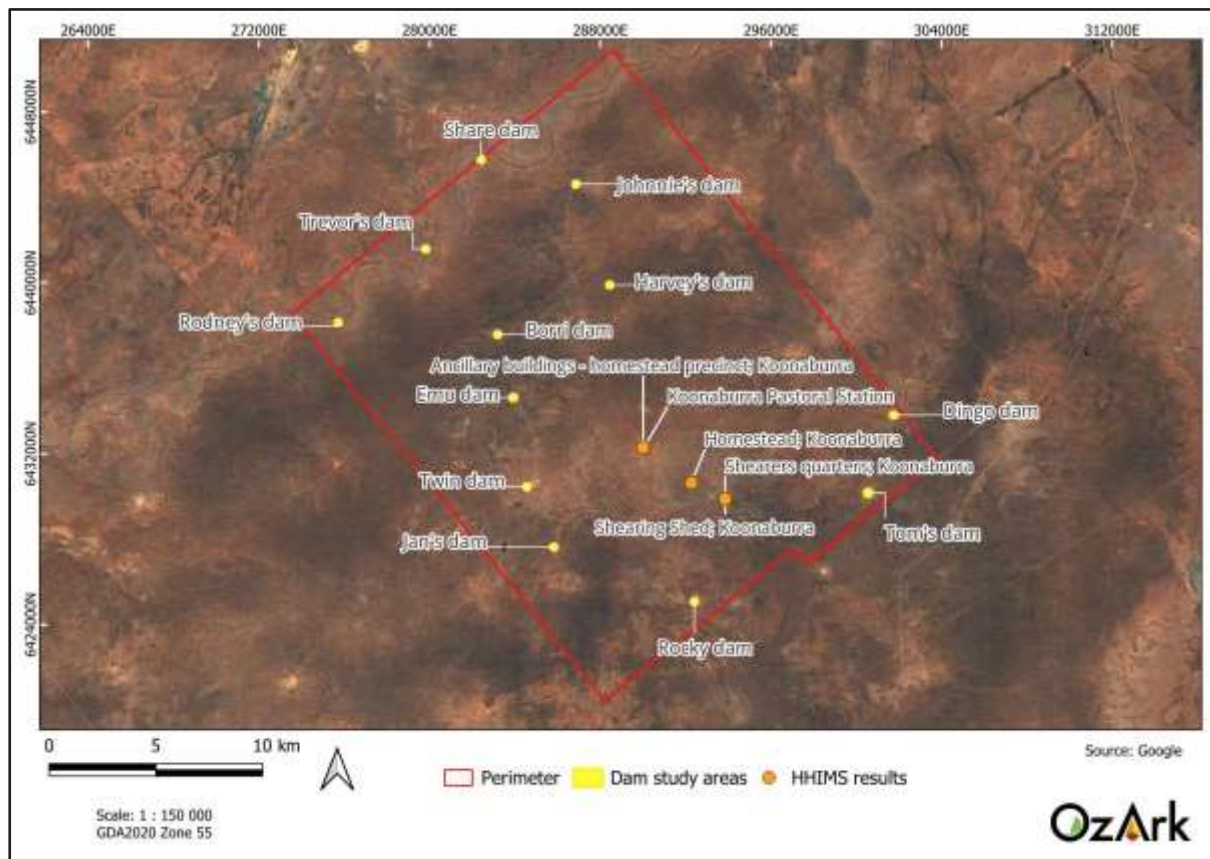 264000E 272000E 280000E 288000E 296000E 304000E 312000E
6448000N
6440000N
6432000N
6424000N
Share dam
Johnnie's dam
Trevor's dam
Harvey's dam
Rodney's dam
Borri dam
Ancillary buildings - homestead precinct; Koonaburra
Emu dam
Koonaburra Pastoral Station
Dingo dam
Homestead; Koonaburra
Shearers quarters; Koonaburra
Twin dam
Shearing Shed; Koonaburra
Tom's dam
Jan's dam
Rocky dam
0 5 10 km
Source: Google
Perimeter Dam study areas HHIMS results
Scale: 1 : 150 000
GDA2020 Zone 55
OzArk